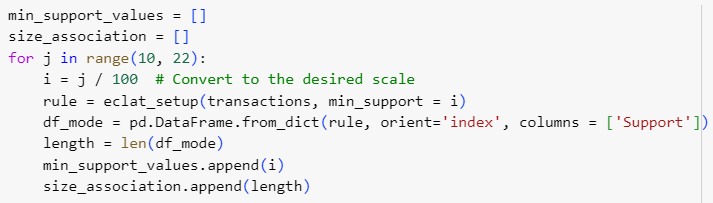 min_support_values = []
size_association = []
for j in range(10, 22):
    i = j / 100  # Convert to the desired scale
    rule = eclat_setup(transactions, min_support = i)
    df_mode = pd.DataFrame.from_dict(rule, orient='index', columns = ['Support'])
    length = len(df_mode)
    min_support_values.append(i)
    size_association.append(length)